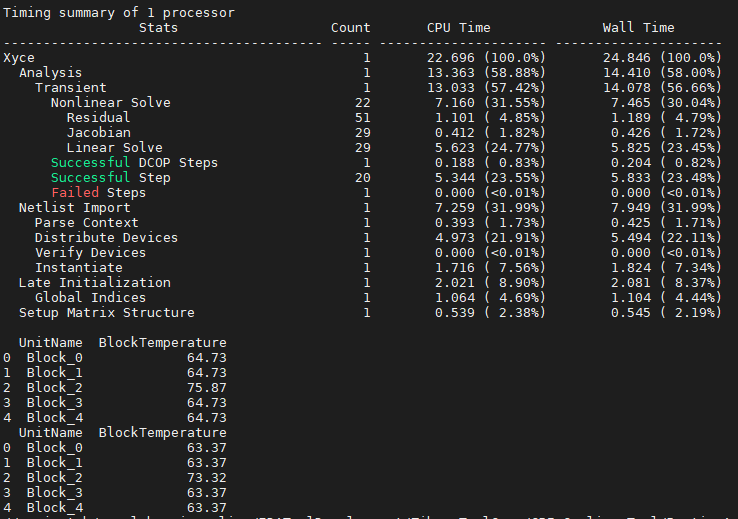 Timing summary of 1 processor
Stats Count CPU Time Wall Time
---------------------------------------- ----- --------------------- ---------------------
Xyce 1 22.696 (100.0%) 24.846 (100.0%)
Analysis 1 13.363 (58.88%) 14.410 (58.00%)
Transient 1 13.033 (57.42%) 14.078 (56.66%)
Nonlinear Solve 22 7.160 (31.55%) 7.465 (30.04%)
Residual 51 1.101 ( 4.85%) 1.189 ( 4.79%)
Jacobian 29 0.412 ( 1.82%) 0.426 ( 1.72%)
Linear Solve 29 5.623 (24.77%) 5.825 (23.45%)
Successful DCOP Steps 1 0.188 ( 0.83%) 0.204 ( 0.82%)
Successful Step 20 5.344 (23.55%) 5.833 (23.48%)
Failed Steps 1 0.000 (<0.01%) 0.000 (<0.01%)
Netlist Import 1 7.259 (31.99%) 7.949 (31.99%)
Parse Context 1 0.393 ( 1.73%) 0.425 ( 1.71%)
Distribute Devices 1 4.973 (21.91%) 5.494 (22.11%)
Verify Devices 1 0.000 (<0.01%) 0.000 (<0.01%)
Instantiate 1 1.716 ( 7.56%) 1.824 ( 7.34%)
Late Initialization 1 2.021 ( 8.90%) 2.081 ( 8.37%)
Global Indices 1 1.064 ( 4.69%) 1.104 ( 4.44%)
Setup Matrix Structure 1 0.539 ( 2.38%) 0.545 ( 2.19%)
UnitName BlockTemperature
0 Block_0 64.73
1 Block_1 64.73
2 Block_2 75.87
3 Block_3 64.73
4 Block_4 64.73
UnitName BlockTemperature
0 Block_0 63.37
1 Block_1 63.37
2 Block_2 73.32
3 Block_3 63.37
4 Block_4 63.37